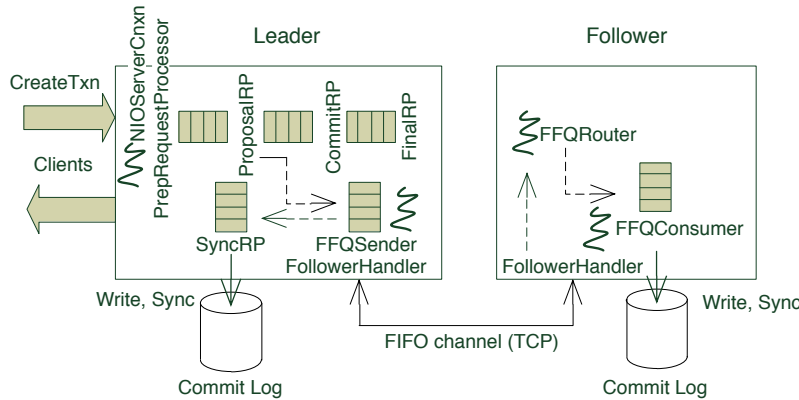 Leader
Follower
CreateTxn
Clients
NIOServerCnxn
PrepRequestProcessor
ProposalRP
CommitRP
FinalRP
SyncRP
FFQSender
FollowerHandler
FFQRouter
FFQConsumer
FollowerHandler
Write, Sync
Write, Sync
FIFO channel (TCP)
Commit Log
Commit Log